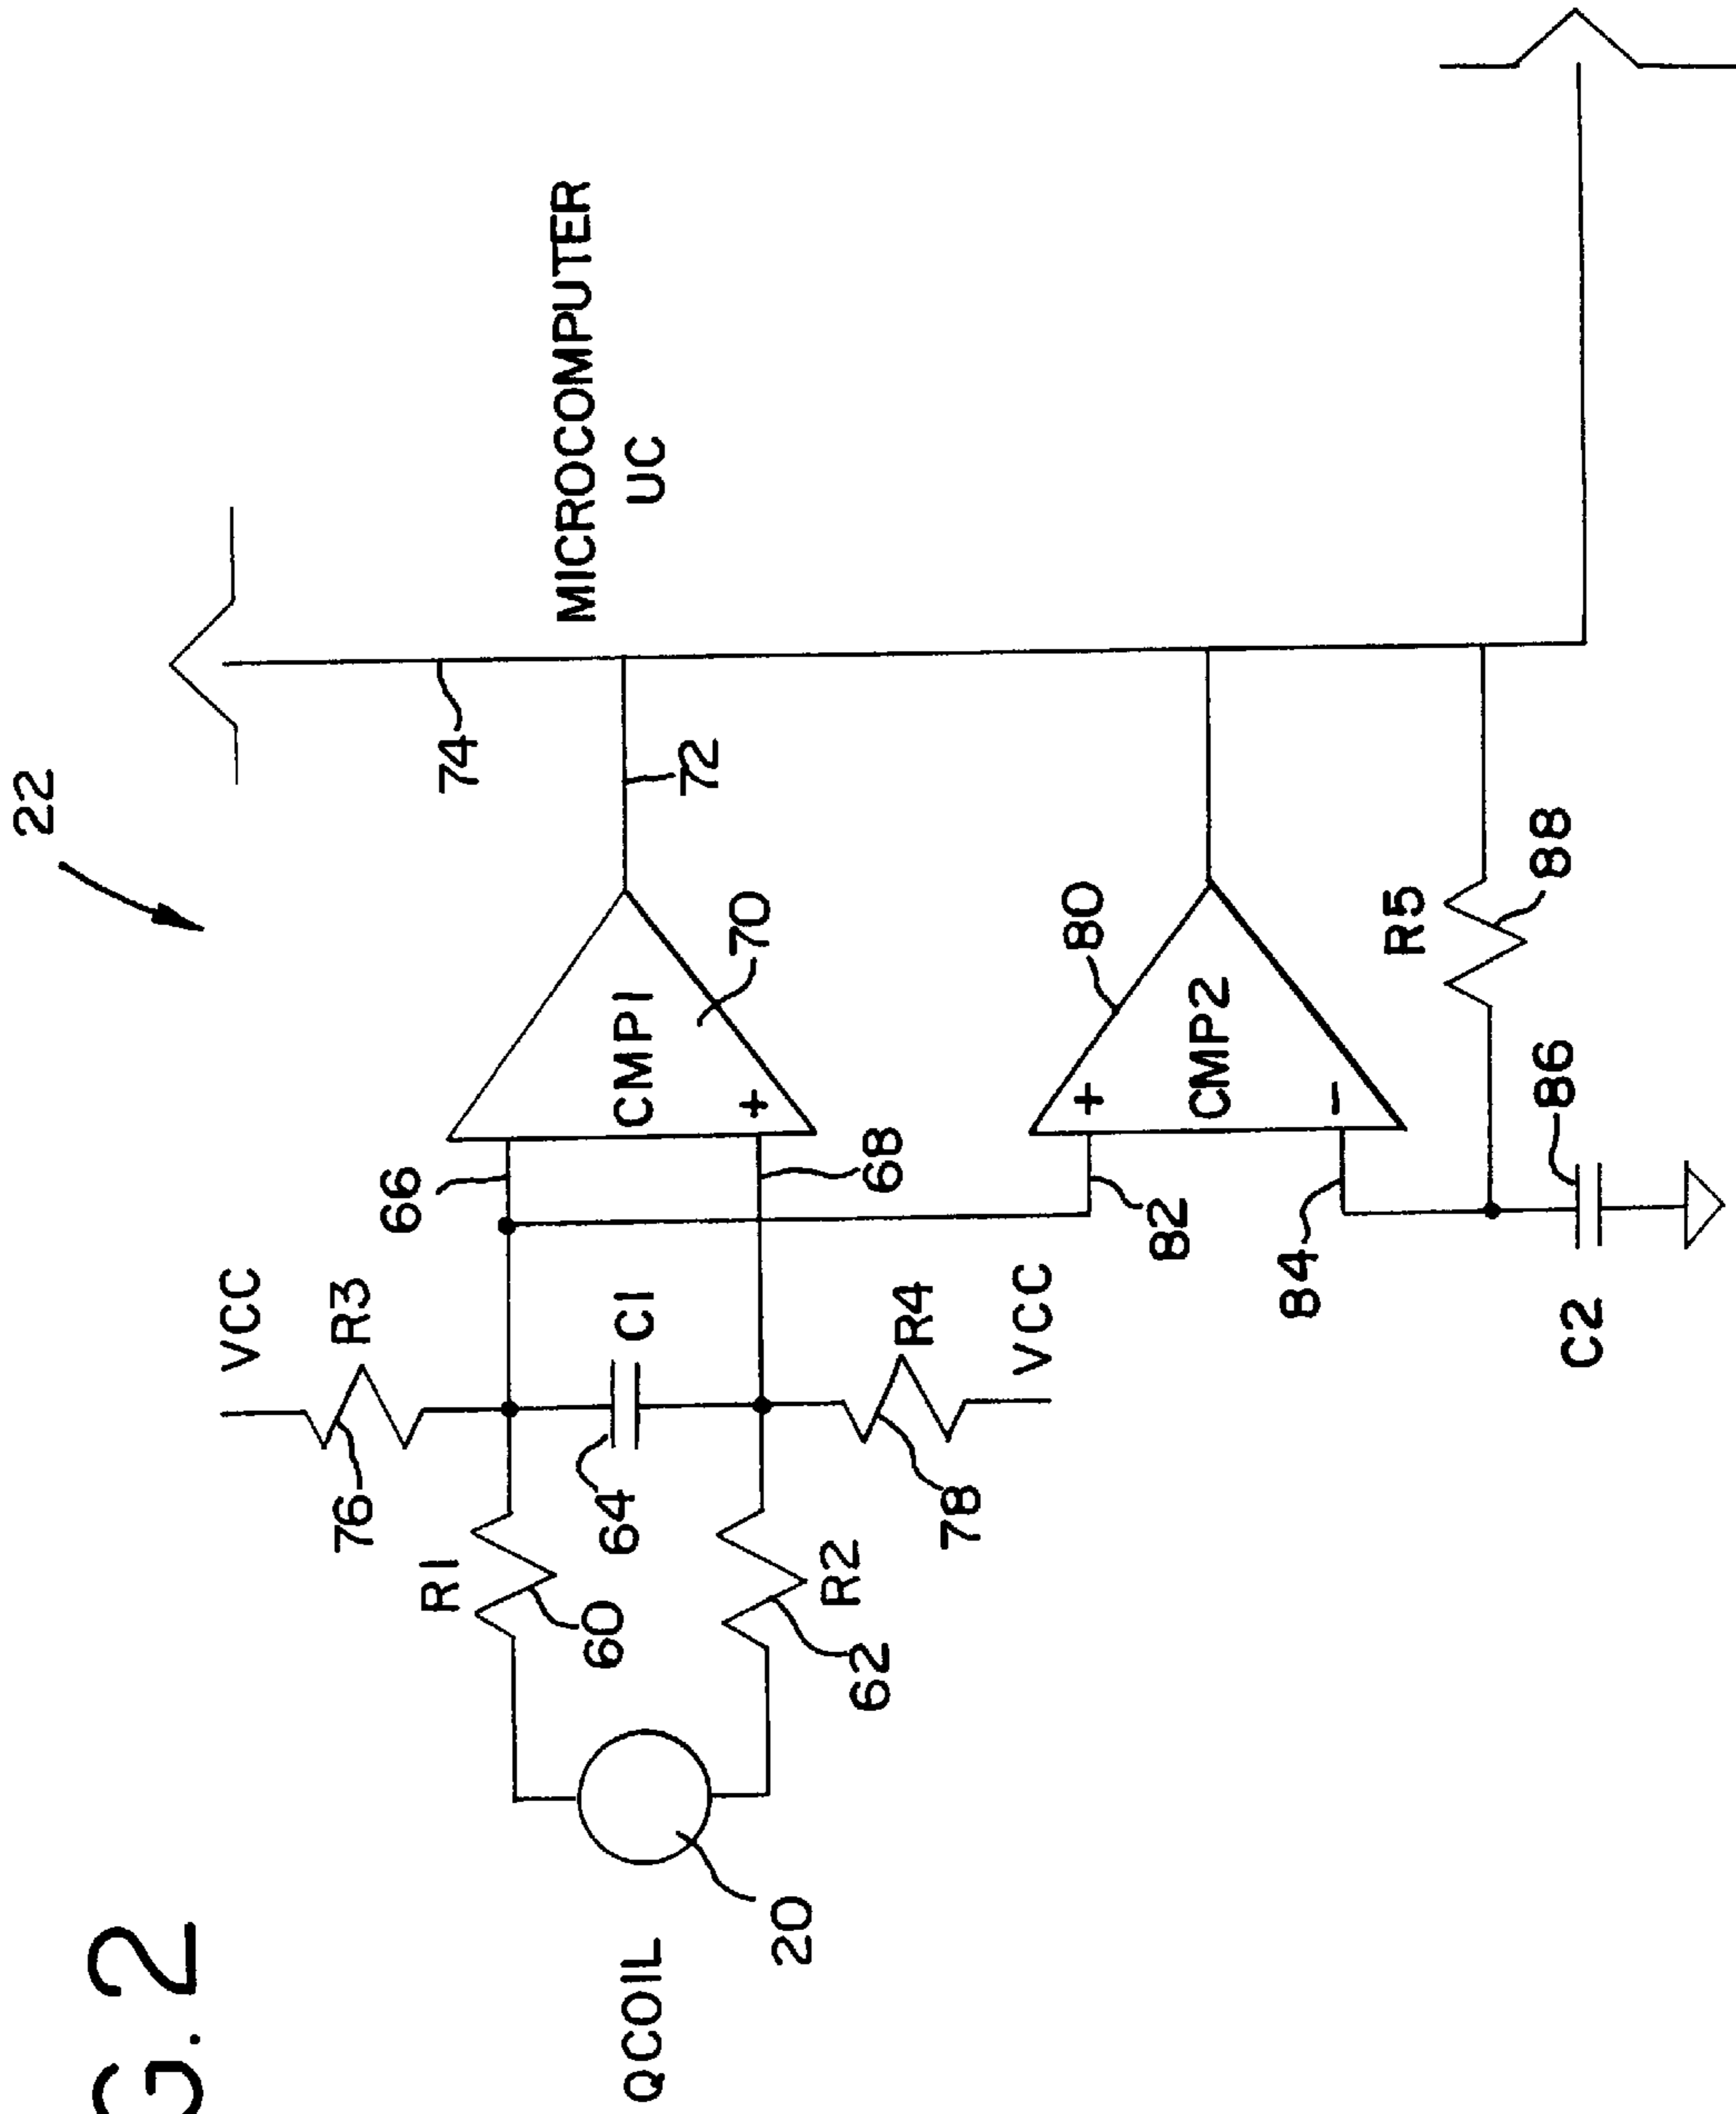 G. 2
22
VCC
R3
76
66
74
MICROCOMPUTER
UC
R1
60
QCOIL
20
64
C1
CMP1
+
70
72
68
R2
62
R4
78
VCC
82
+
80
CMP2
-
84
R5
88
C2
86